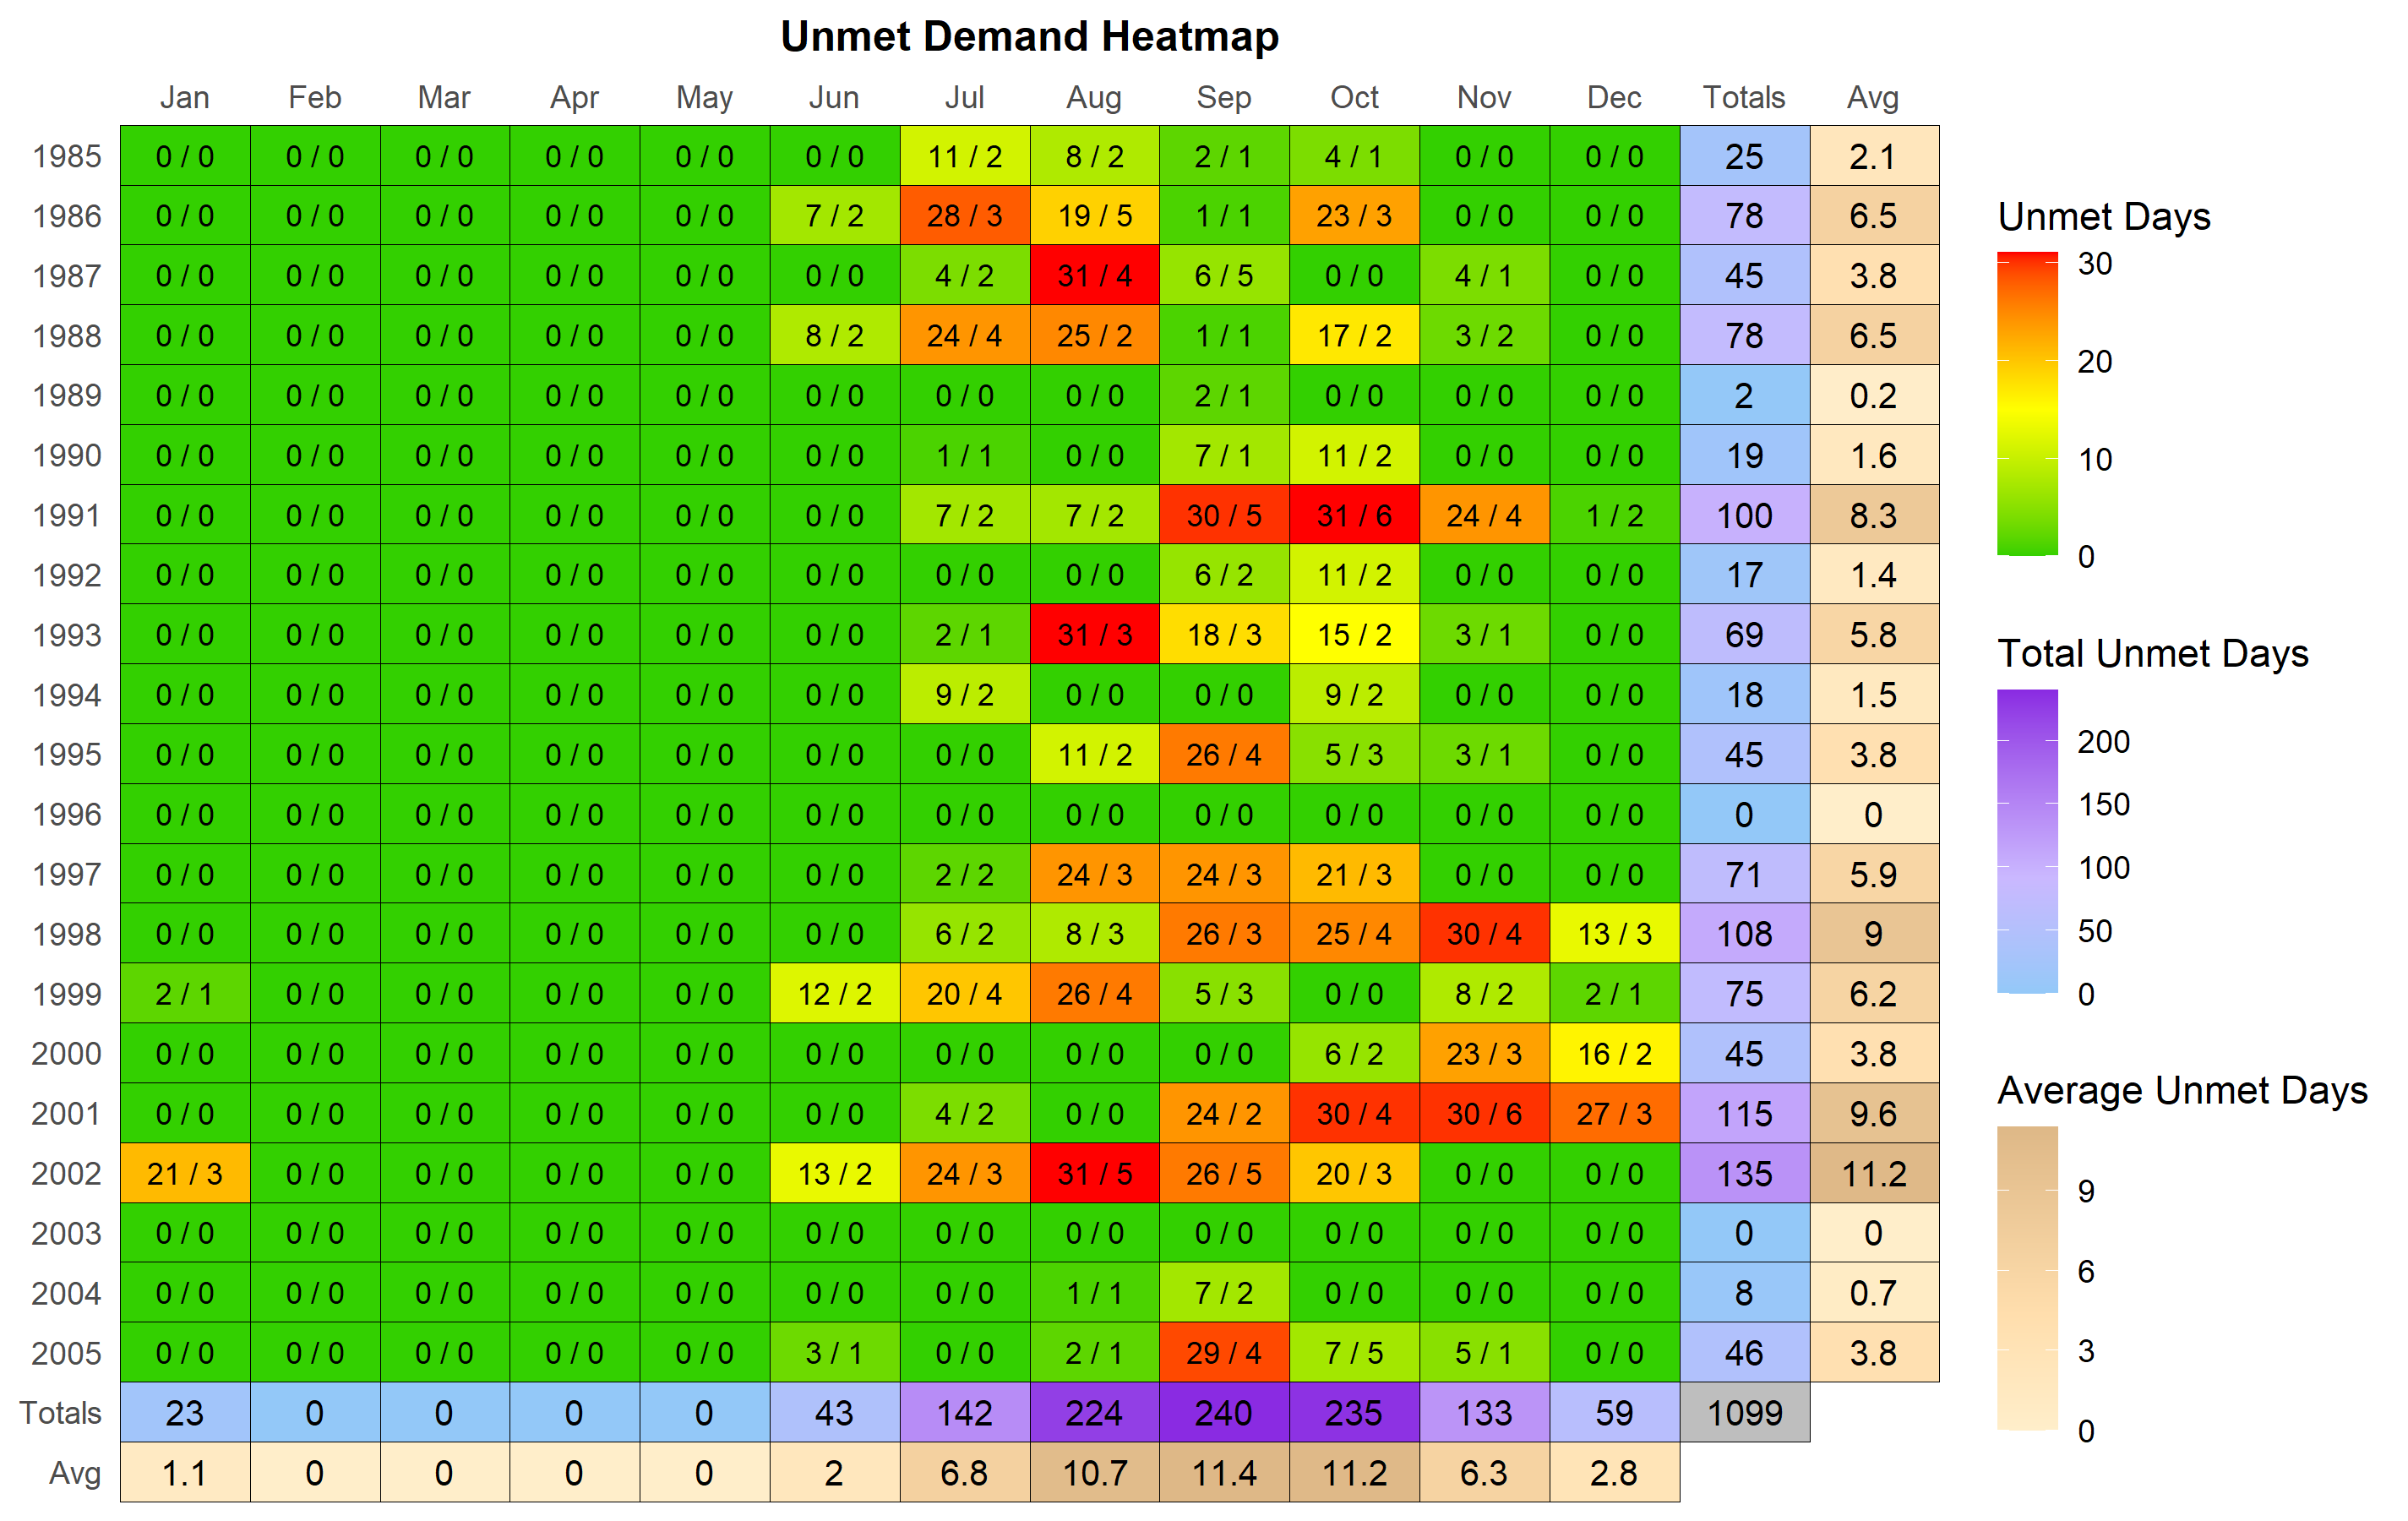 Unmet Demand Heatmap
Jan Feb Mar Apr May Jun Jul Aug Sep Oct Nov Dec Totals Avg
1985 0 / 0 0 / 0 0 / 0 0 / 0 0 / 0 0 / 0 11 / 2 8 / 2 2 / 1 4 / 1 0 / 0 0 / 0 25 2.1
1986 0 / 0 0 / 0 0 / 0 0 / 0 0 / 0 7 / 2 28 / 3 19 / 5 1 / 1 23 / 3 0 / 0 0 / 0 78 6.5
1987 0 / 0 0 / 0 0 / 0 0 / 0 0 / 0 0 / 0 4 / 2 31 / 4 6 / 5 0 / 0 4 / 1 0 / 0 45 3.8
1988 0 / 0 0 / 0 0 / 0 0 / 0 0 / 0 8 / 2 24 / 4 25 / 2 1 / 1 17 / 2 3 / 2 0 / 0 78 6.5
1989 0 / 0 0 / 0 0 / 0 0 / 0 0 / 0 0 / 0 0 / 0 0 / 0 2 / 1 0 / 0 0 / 0 0 / 0 2 0.2
1990 0 / 0 0 / 0 0 / 0 0 / 0 0 / 0 0 / 0 1 / 1 0 / 0 7 / 1 11 / 2 0 / 0 0 / 0 19 1.6
1991 0 / 0 0 / 0 0 / 0 0 / 0 0 / 0 0 / 0 7 / 2 7 / 2 30 / 5 31 / 6 24 / 4 1 / 2 100 8.3
1992 0 / 0 0 / 0 0 / 0 0 / 0 0 / 0 0 / 0 0 / 0 0 / 0 6 / 2 11 / 2 0 / 0 0 / 0 17 1.4
1993 0 / 0 0 / 0 0 / 0 0 / 0 0 / 0 0 / 0 2 / 1 31 / 3 18 / 3 15 / 2 3 / 1 0 / 0 69 5.8
1994 0 / 0 0 / 0 0 / 0 0 / 0 0 / 0 0 / 0 9 / 2 0 / 0 0 / 0 9 / 2 0 / 0 0 / 0 18 1.5
1995 0 / 0 0 / 0 0 / 0 0 / 0 0 / 0 0 / 0 0 / 0 11 / 2 26 / 4 5 / 3 3 / 1 0 / 0 45 3.8
1996 0 / 0 0 / 0 0 / 0 0 / 0 0 / 0 0 / 0 0 / 0 0 / 0 0 / 0 0 / 0 0 / 0 0 / 0 0 0
1997 0 / 0 0 / 0 0 / 0 0 / 0 0 / 0 0 / 0 2 / 2 24 / 3 24 / 3 21 / 3 0 / 0 0 / 0 71 5.9
1998 0 / 0 0 / 0 0 / 0 0 / 0 0 / 0 0 / 0 6 / 2 8 / 3 26 / 3 25 / 4 30 / 4 13 / 3 108 9
1999 2 / 1 0 / 0 0 / 0 0 / 0 0 / 0 12 / 2 20 / 4 26 / 4 5 / 3 0 / 0 8 / 2 2 / 1 75 6.2
2000 0 / 0 0 / 0 0 / 0 0 / 0 0 / 0 0 / 0 0 / 0 0 / 0 0 / 0 6 / 2 23 / 3 16 / 2 45 3.8
2001 0 / 0 0 / 0 0 / 0 0 / 0 0 / 0 0 / 0 4 / 2 0 / 0 24 / 2 30 / 4 30 / 6 27 / 3 115 9.6
2002 21 / 3 0 / 0 0 / 0 0 / 0 0 / 0 13 / 2 24 / 3 31 / 5 26 / 5 20 / 3 0 / 0 0 / 0 135 11.2
2003 0 / 0 0 / 0 0 / 0 0 / 0 0 / 0 0 / 0 0 / 0 0 / 0 0 / 0 0 / 0 0 / 0 0 / 0 0 0
2004 0 / 0 0 / 0 0 / 0 0 / 0 0 / 0 0 / 0 0 / 0 1 / 1 7 / 2 0 / 0 0 / 0 0 / 0 8 0.7
2005 0 / 0 0 / 0 0 / 0 0 / 0 0 / 0 3 / 1 0 / 0 2 / 1 29 / 4 7 / 5 5 / 1 0 / 0 46 3.8
Totals 23 0 0 0 0 43 142 224 240 235 133 59 1099
Avg 1.1 0 0 0 0 2 6.8 10.7 11.4 11.2 6.3 2.8
Unmet Days
30
20
10
0
Total Unmet Days
200
150
100
50
0
Average Unmet Days
9
6
3
0